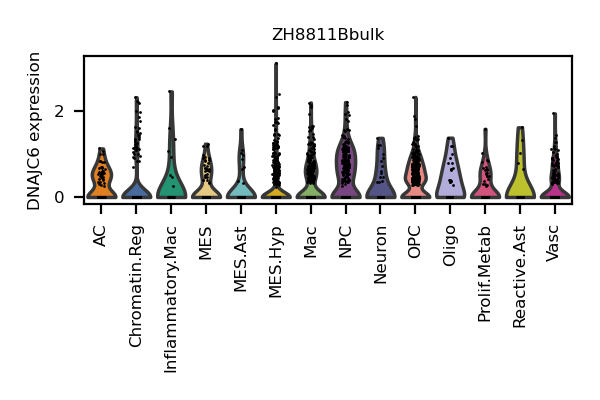 ZH8811Bbulk
DNAJC6 expression
2
0
AC
Chromatin.Reg
Inflammatory.Mac
MES
MES.Ast
MES.Hyp
Mac
NPC
Neuron
OPC
Oligo
Prolif.Metab
Reactive.Ast
Vasc